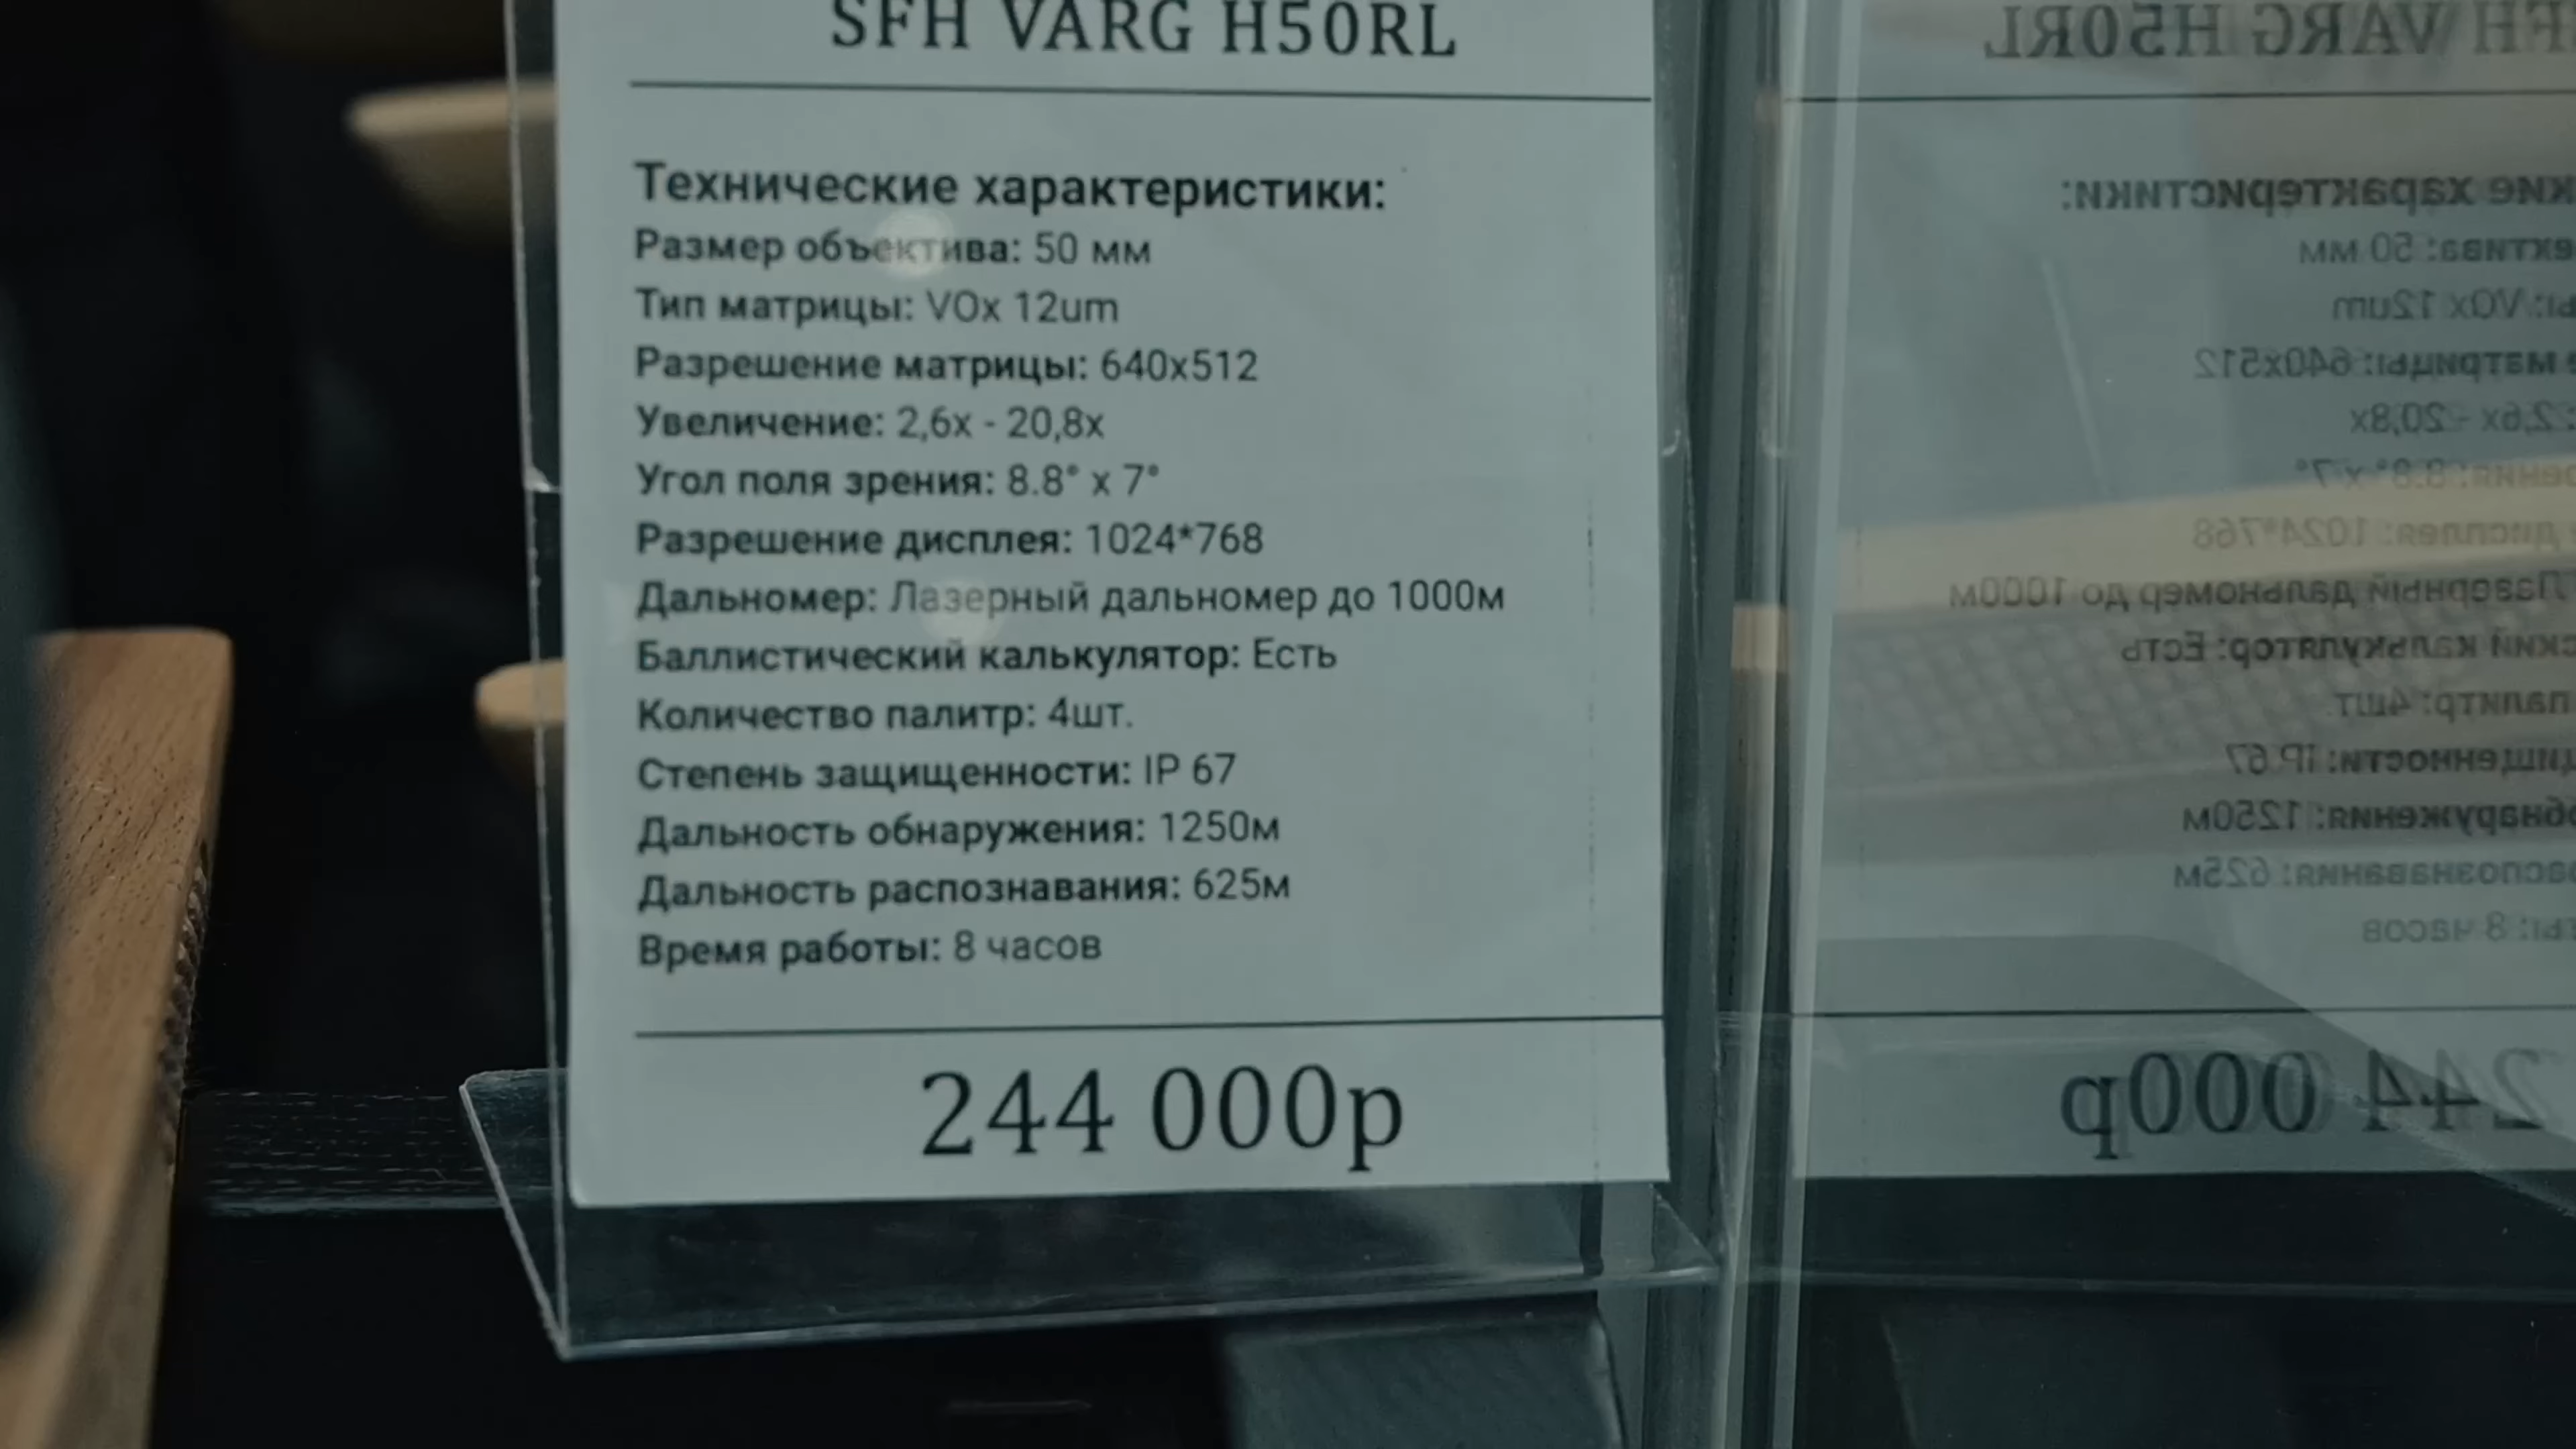 SFH VARG H50RL
Технические характеристики:
Размер объектива: 50 мм
Тип матрицы: VOx 12um
Разрешение матрицы: 640x512
Увеличение: 2,6x - 20,8x
Угол поля зрения: 8.8° x 7°
Разрешение дисплея: 1024*768
Дальномер: Лазерный дальномер до 1000м
Баллистический калькулятор: Есть
Количество палитр: 4шт.
Степень защищенности: IP 67
Дальность обнаружения: 1250м
Дальность распознавания: 625м
Время работы: 8 часов
244 000р